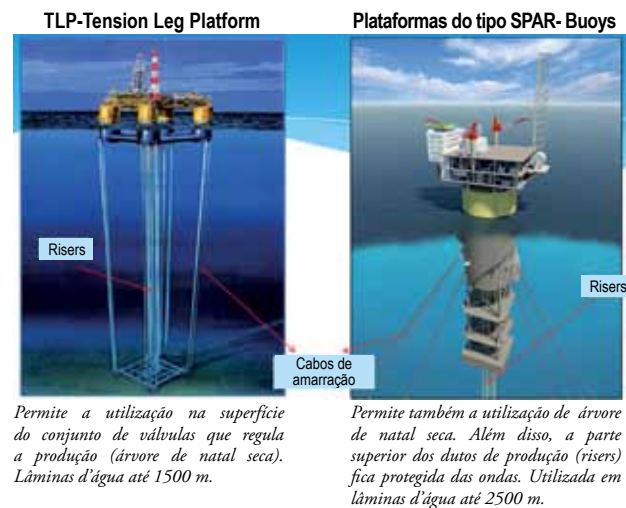 TLP-Tension Leg Platform
Plataformas do tipo SPAR- Buoys
Risers
Risers
Cabos de
amarração
Permite a utilização na superfície
do conjunto de válvulas que regula
a produção (árvore de natal seca).
Lâminas d’água até 1500 m.
Permite também a utilização de árvore
de natal seca. Além disso, a parte
superior dos dutos de produção (risers)
fica protegida das ondas. Utilizada em
lâminas d’água até 2500 m.